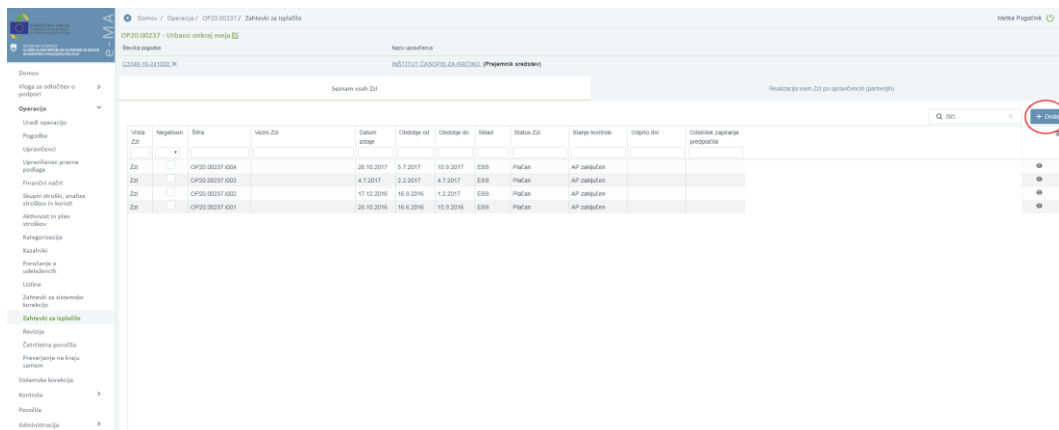 EVROPSKA UNIJA
e-MA
Domov / Operacija / OP20.00237 / Zahtevki za izplačilo
Metka Pogačnik
OP20.00237 - Urbano onkraj meja
Številka pogodbe
Naziv upravičenca
C3340-16-241002 ✕
INŠTITUT ČASOPIS ZA KRITIKO (Prejemnik sredstev)
Seznam vseh ZzI
Realizacija vseh ZzI po upravičencih (partnerjih)
Išči...
+ Dodaj
Vrsta ZzI
Negativen
Šifra
Vezni ZzI
Datum izdaje
Obdobje od
Obdobje do
Sklad
Status ZzI
Stanje kontrole
Odprto dni
Odstotek zapiranja predplačila
ZzI OP20.00237.I004 26.10.2017 5.7.2017 15.9.2017 ESS Plačan AP zaključen
ZzI OP20.00237.I003 4.7.2017 2.2.2017 4.7.2017 ESS Plačan AP zaključen
ZzI OP20.00237.I002 17.12.2016 16.9.2016 1.2.2017 ESS Plačan AP zaključen
ZzI OP20.00237.I001 28.10.2016 16.6.2016 15.9.2016 ESS Plačan AP zaključen
Domov
Vloga za odločitev o
podpori
Operacija
Uredi operacijo
Pogodbe
Upravičenci
Upravičenec pravne
podlage
Finančni načrt
Skupni stroški, analiza
stroškov in koristi
Aktivnost in plan
stroškov
Kategorizacija
Kazalniki
Poročanje o
udeležencih
Listine
Zahtevki za sistemsko
korekcijo
Zahtevki za izplačilo
Revizije
Četrtletna poročila
Preverjanje na kraju
samem
Sistemska korekcija
Kontrola
Poročila
Administracija